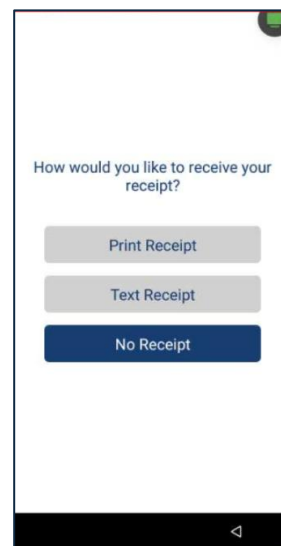 How would you like to receive your
receipt?
Print Receipt
Text Receipt
No Receipt